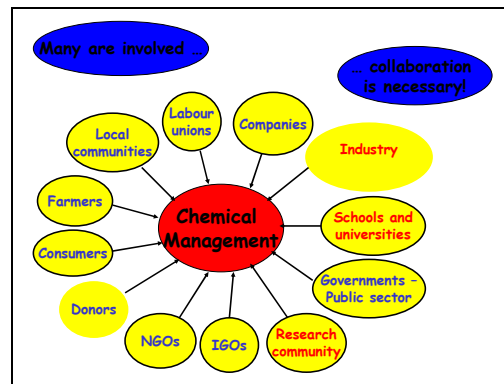 Many are involved …
… collaboration
is necessary!
Labour
unions
Companies
Local
communities
Industry
Farmers
Chemical
Management
Schools and
universities
Consumers
Governments –
Public sector
Donors
NGOs
IGOs
Research
community